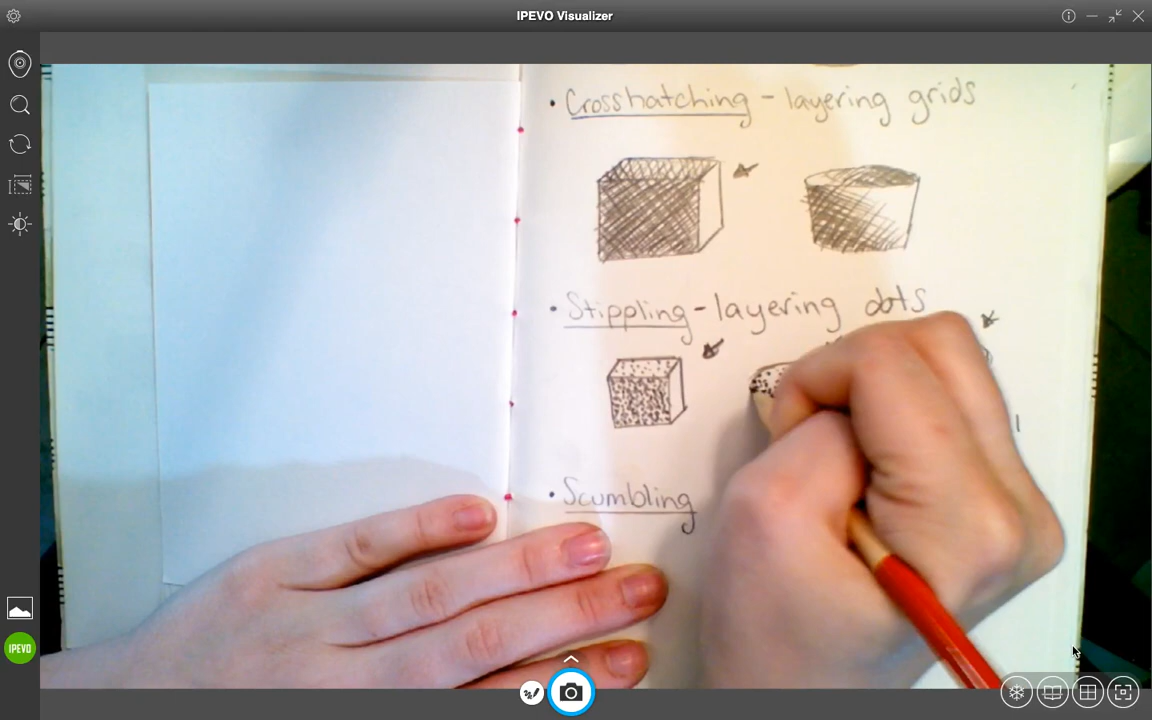 IPEVO Visualizer
• Crosshatching - layering grids
• Stippling - layering dots
• Scumbling
IPEVO